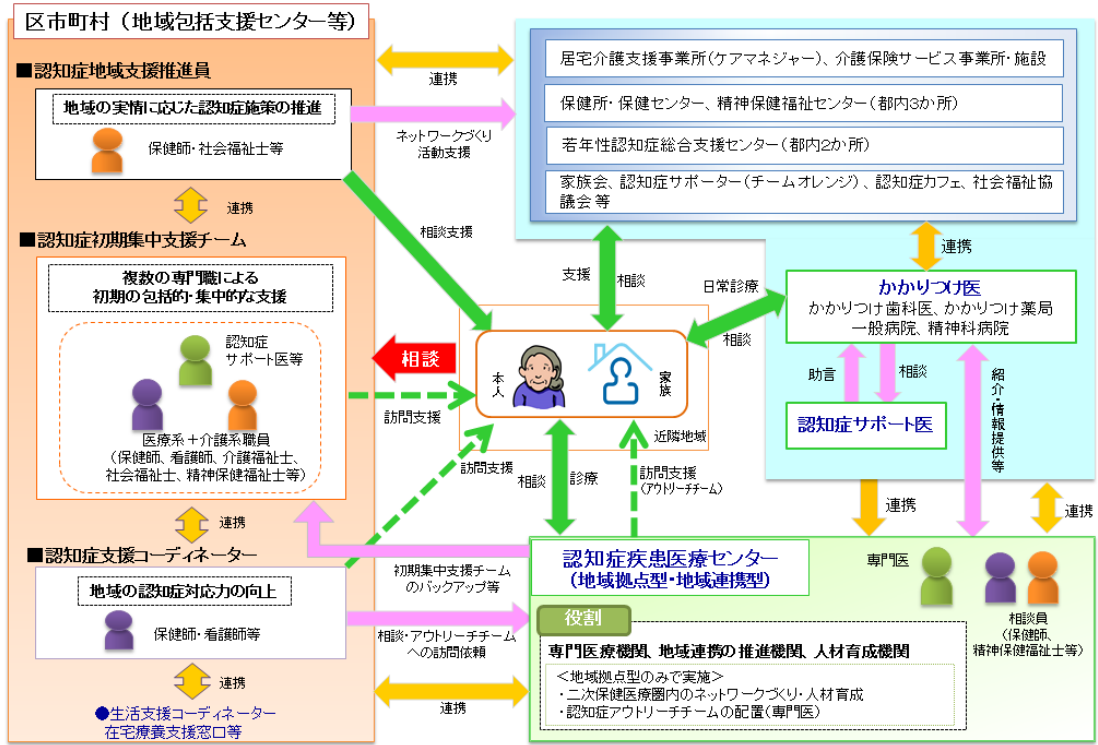 区市町村（地域包括支援センター等）
■認知症地域支援推進員
地域の実情に応じた認知症施策の推進
保健師・社会福祉士等
連携
■認知症初期集中支援チーム
複数の専門職による
初期の包括的・集中的な支援
認知症
サポート医等
医療系＋介護系職員
（保健師、看護師、介護福祉士、
社会福祉士、精神保健福祉士等）
連携
■認知症支援コーディネーター
地域の認知症対応力の向上
保健師・看護師等
連携
●生活支援コーディネーター
在宅療養支援窓口等
連携
ネットワークづくり
活動支援
相談支援
相談
訪問支援
訪問支援
初期集中支援チーム
のバックアップ等
相談・アウトリーチチーム
への訪問依頼
連携
居宅介護支援事業所（ケアマネジャー）、介護保険サービス事業所・施設
保健所・保健センター、精神保健福祉センター（都内3か所）
若年性認知症総合支援センター（都内2か所）
家族会、認知症サポーター（チームオレンジ）、認知症カフェ、社会福祉協
議会等
支援
相談
日常診療
相談
連携
本人
家族
近隣地域
相談
診療
訪問支援
（アウトリーチチーム）
かかりつけ医
かかりつけ歯科医、かかりつけ薬局
一般病院、精神科病院
助言
相談
認知症サポート医
紹介・情報提供等
連携
連携
認知症疾患医療センター
（地域拠点型・地域連携型）
専門医
相談員
（保健師、
精神保健福祉士等）
役割
専門医療機関、地域連携の推進機関、人材育成機関
＜地域拠点型のみで実施＞
・二次保健医療圏内のネットワークづくり・人材育成
・認知症アウトリーチチームの配置（専門医）